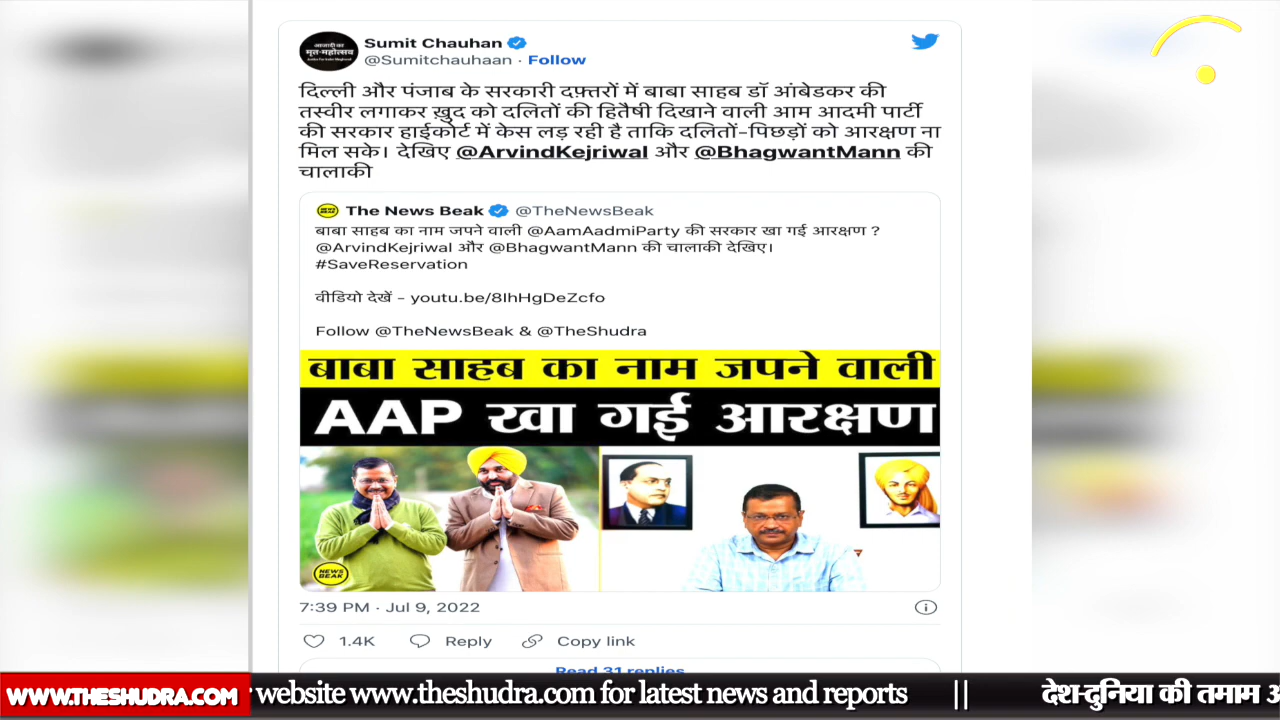 आजादी का
मृत-महोत्सव
Sumit Chauhan
@Sumitchauhaan · Follow
दिल्ली और पंजाब के सरकारी दफ़्तरों में बाबा साहब डॉ आंबेडकर की
तस्वीर लगाकर ख़ुद को दलितों की हितैषी दिखाने वाली आम आदमी पार्टी
की सरकार हाईकोर्ट में केस लड़ रही है ताकि दलितों-पिछड़ों को आरक्षण ना
मिल सके। देखिए @ArvindKejriwal और @BhagwantMann की
चालाकी
The News Beak @TheNewsBeak
बाबा साहब का नाम जपने वाली @AamAadmiParty की सरकार खा गई आरक्षण ?
@ArvindKejriwal और @BhagwantMann की चालाकी देखिए।
#SaveReservation
वीडियो देखें - youtu.be/8IhHgDeZcfo
Follow @TheNewsBeak & @TheShudra
बाबा साहब का नाम जपने वाली
AAP खा गई आरक्षण
NEWS
BEAK
7:39 PM · Jul 9, 2022
1.4K Reply Copy link
Read 31 replies
WWW.THESHUDRA.COM website www.theshudra.com for latest news and reports || देश-दुनिया की तमाम